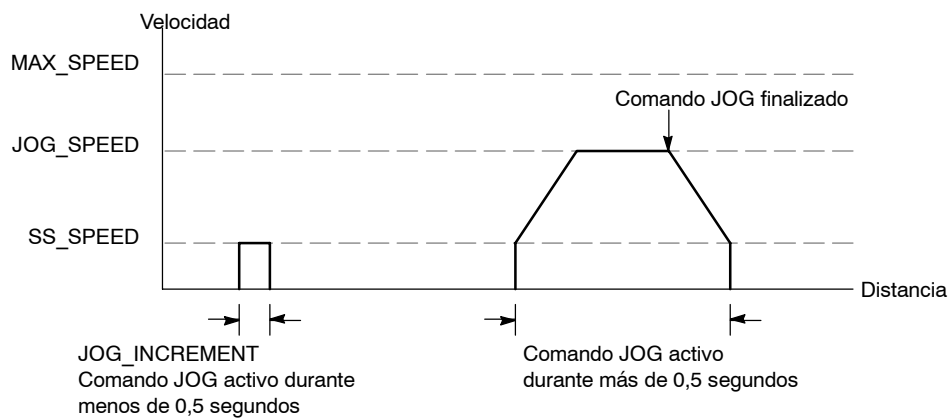 Velocidad
MAX_SPEED
Comando JOG finalizado
JOG_SPEED
SS_SPEED
Distancia
JOG_INCREMENT
Comando JOG activo durante
menos de 0,5 segundos
Comando JOG activo
durante más de 0,5 segundos